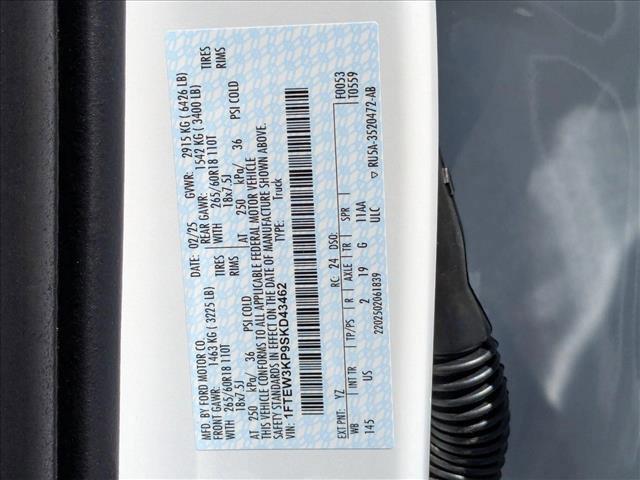 MFD. BY FORD MOTOR CO. DATE: 02/25 GVWR: 2915 KG ( 6426 LB)
FRONT GAWR: 1463 KG ( 3225 LB) REAR GAWR: 1542 KG ( 3400 LB)
WITH 265/60R18 110T TIRES WITH 265/60R18 110T TIRES
18x7.5J RIMS 18x7.5J RIMS
AT 250 kPa/ 36 PSI COLD AT 250 kPa/ 36 PSI COLD
THIS VEHICLE CONFORMS TO ALL APPLICABLE FEDERAL MOTOR VEHICLE
SAFETY STANDARDS IN EFFECT ON THE DATE OF MANUFACTURE SHOWN ABOVE.
VIN: 1FTEW3KP9SKD43462 TYPE: Truck
F0053
T0559
EXT PNT: YZ RC: 24 DSO:
WB INT TR TP/PS R AXLE TR SPR
145 US 2 19 G 11AA
ULC
2202502061839 ▽ RU5A-3520472-AB